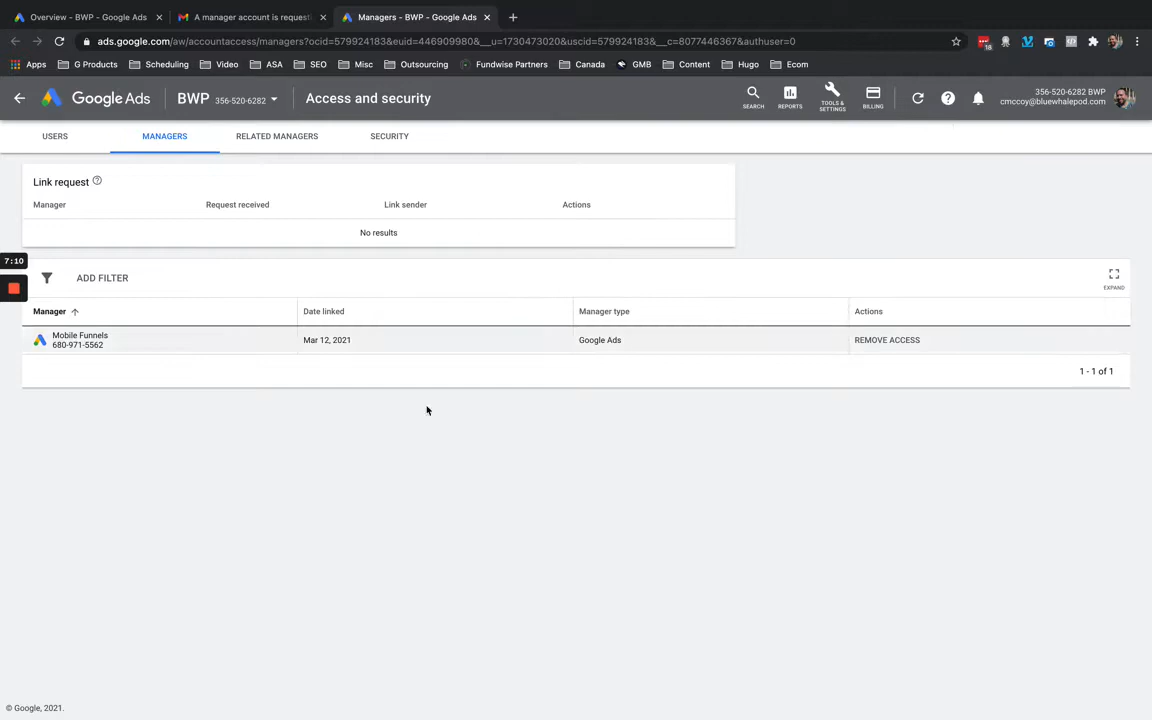 Overview - BWP - Google Ads
A manager account is request
Managers - BWP - Google Ads
ads.google.com/aw/accountaccess/managers?ocid=579924183&euid=446909980&__u=1730473020&uscid=579924183&__c=8077446367&authuser=0
18
Apps G Products Scheduling Video ASA SEO Misc Outsourcing Fundwise Partners Canada GMB Content Hugo Ecom
Google Ads BWP 356-520-6282 Access and security
SEARCH REPORTS TOOLS & SETTINGS BILLING
356-520-6282 BWP
cmccoy@bluewhalepod.com
USERS MANAGERS RELATED MANAGERS SECURITY
Link request
Manager Request received Link sender Actions
No results
7:10
ADD FILTER
EXPAND
Manager Date linked Manager type Actions
Mobile Funnels
680-971-5562
Mar 12, 2021 Google Ads REMOVE ACCESS
1 - 1 of 1
© Google, 2021.